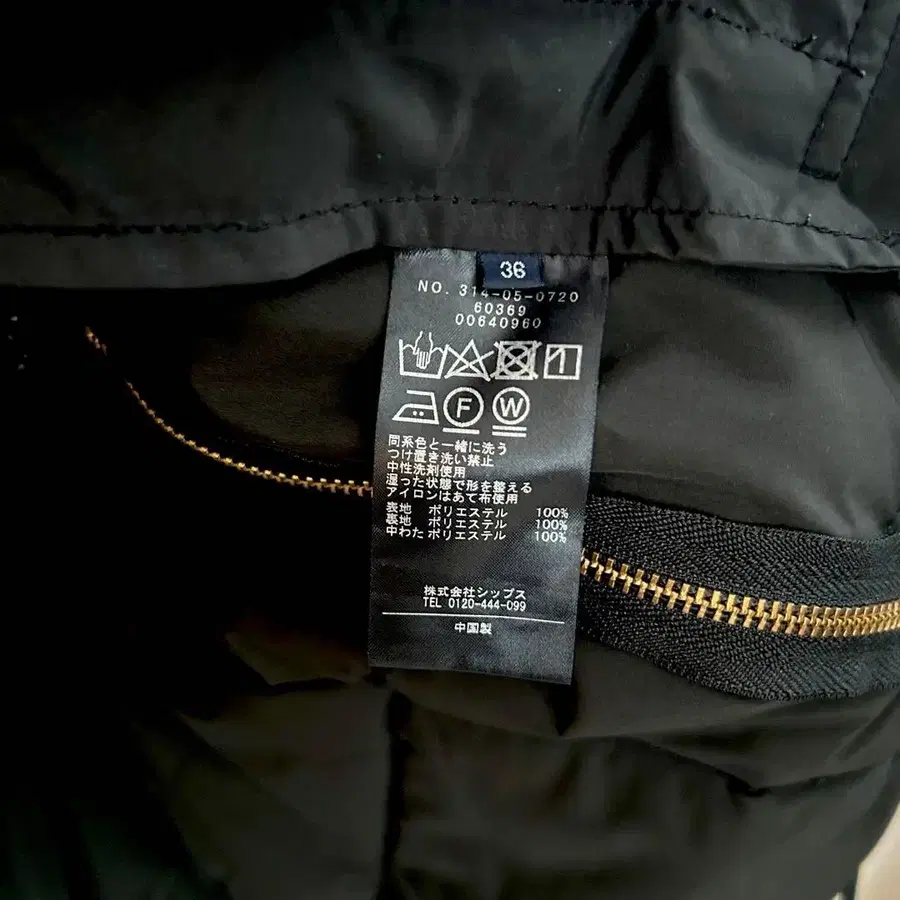 36
NO. 314-05-0720
60369
00640960
F W
同系色と一緒に洗う
つけ置き洗い禁止
中性洗剤使用
湿った状態で形を整える
アイロンはあて布使用
表地 ポリエステル 100%
裏地 ポリエステル 100%
中わた ポリエステル 100%
株式会社シップス
TEL 0120-444-099
中国製